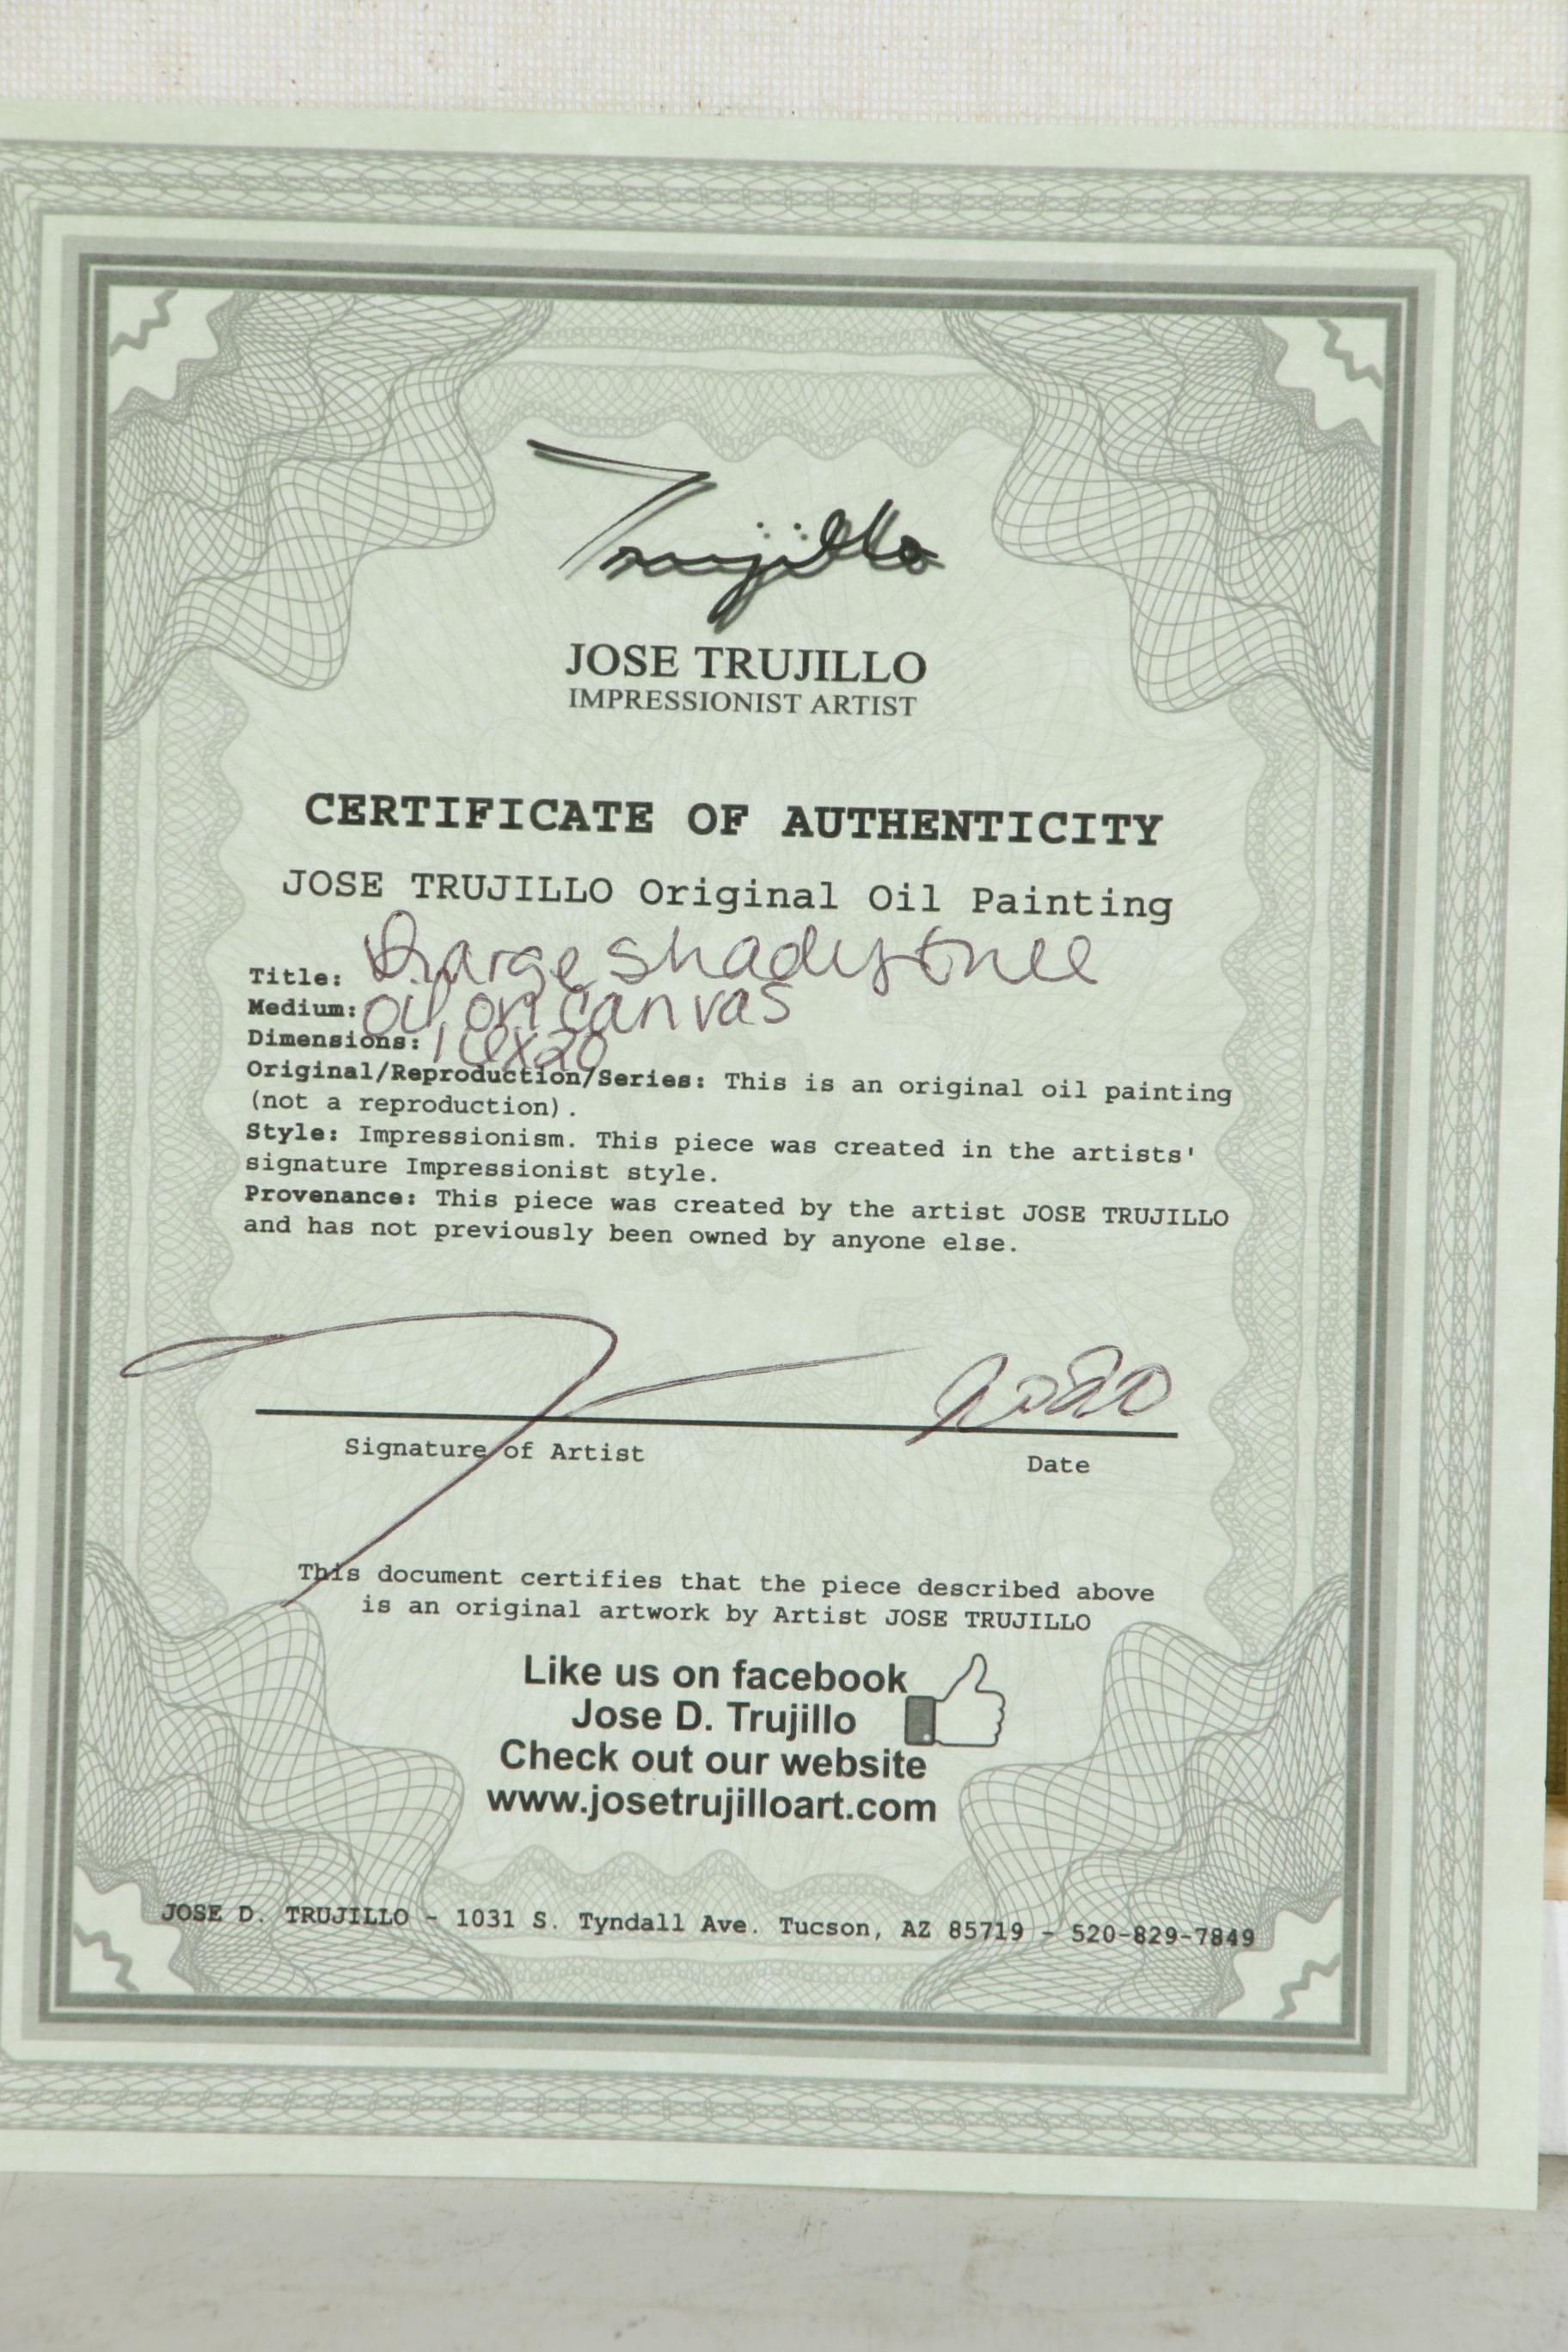 Trujillo
JOSE TRUJILLO
IMPRESSIONIST ARTIST
CERTIFICATE OF AUTHENTICITY
JOSE TRUJILLO Original Oil Painting
Title: Large shady tree
Medium: oil on canvas
Dimensions: 16x20
Original/Reproduction/Series: This is an original oil painting
(not a reproduction).
Style: Impressionism. This piece was created in the artists'
signature Impressionist style.
Provenance: This piece was created by the artist JOSE TRUJILLO
and has not previously been owned by anyone else.
2020
Signature of Artist Date
This document certifies that the piece described above
is an original artwork by Artist JOSE TRUJILLO
Like us on facebook
Jose D. Trujillo
Check out our website
www.josetrujilloart.com
JOSE D. TRUJILLO - 1031 S. Tyndall Ave. Tucson, AZ 85719 - 520-829-7849